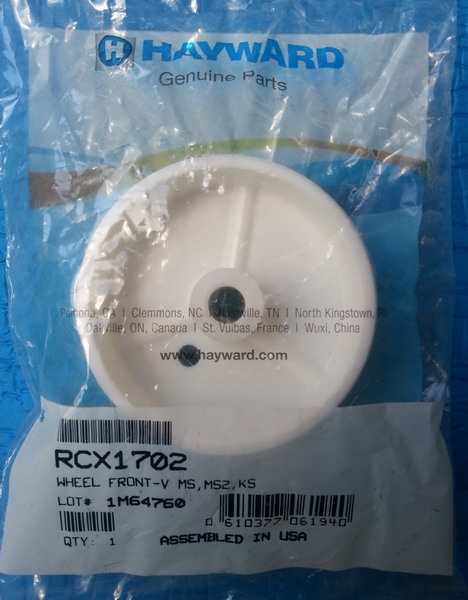 HAYWARD
Genuine Parts
Pomona, CA | Clemmons, NC | Nashville, TN | North Kingstown, RI
Oakville, ON, Canada | St. Vulbas, France | Wuxi, China
www.hayward.com
RCX1702
WHEEL FRONT-V MS,MS2,KS
LOT# 1M64760
0 610377 061940
QTY: 1 ASSEMBLED IN USA